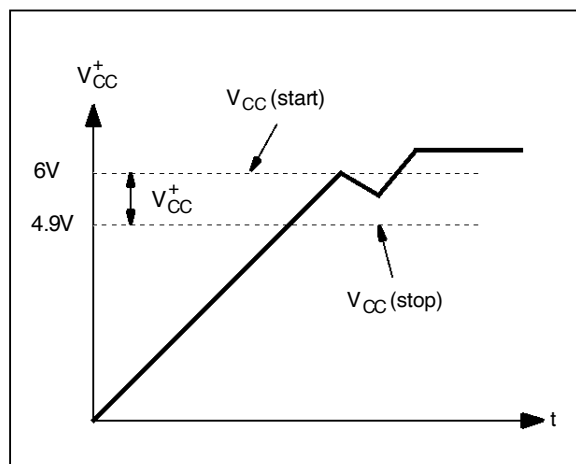 V+CC
VCC (start)
6V
V+CC
4.9V
VCC (stop)
t